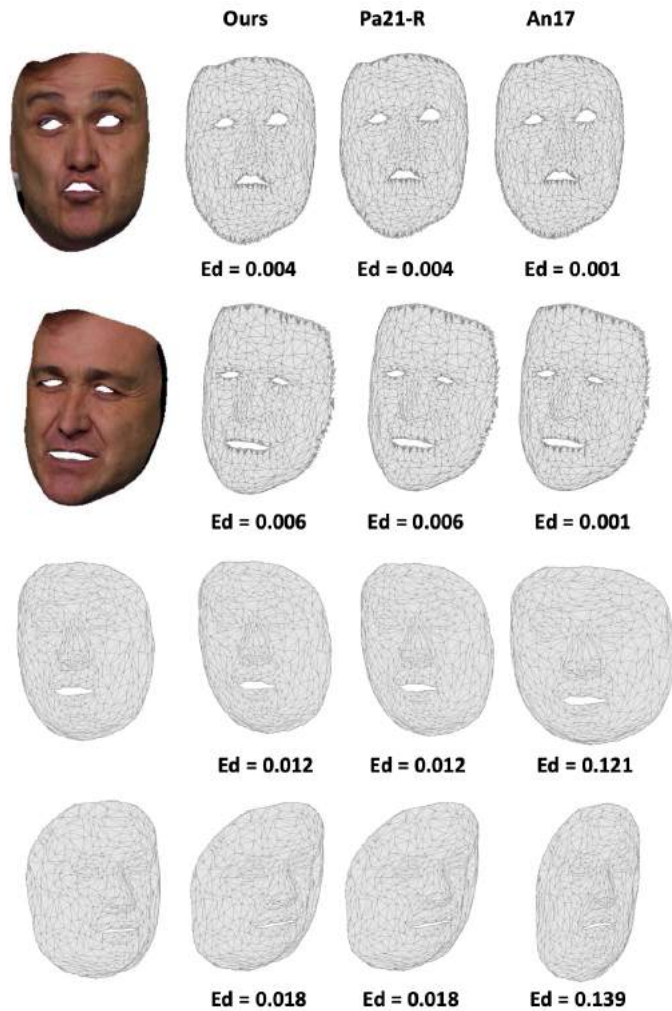 Ours Pa21-R An17
Ed = 0.004 Ed = 0.004 Ed = 0.001
Ed = 0.006 Ed = 0.006 Ed = 0.001
Ed = 0.012 Ed = 0.012 Ed = 0.121
Ed = 0.018 Ed = 0.018 Ed = 0.139